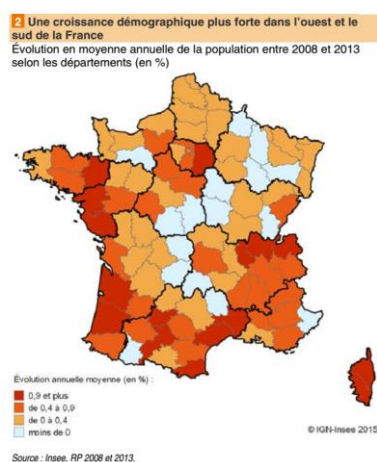 2 Une croissance démographique plus forte dans l'ouest et le
sud de la France
Évolution en moyenne annuelle de la population entre 2008 et 2013
selon les départements (en %)
Évolution annuelle moyenne (en %) :
0,9 et plus
de 0,4 à 0,9
de 0 à 0,4
moins de 0
© IGN-Insee 2015
Source : Insee, RP 2008 et 2013.